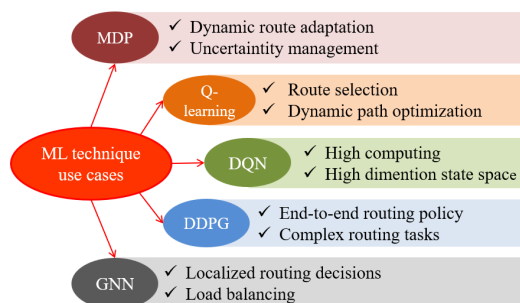 MDP
✓ Dynamic route adaptation
✓ Uncertaintity management
Q-
learning
✓ Route selection
✓ Dynamic path optimization
ML technique
use cases
DQN
✓ High computing
✓ High dimention state space
DDPG
✓ End-to-end routing policy
✓ Complex routing tasks
GNN
✓ Localized routing decisions
✓ Load balancing